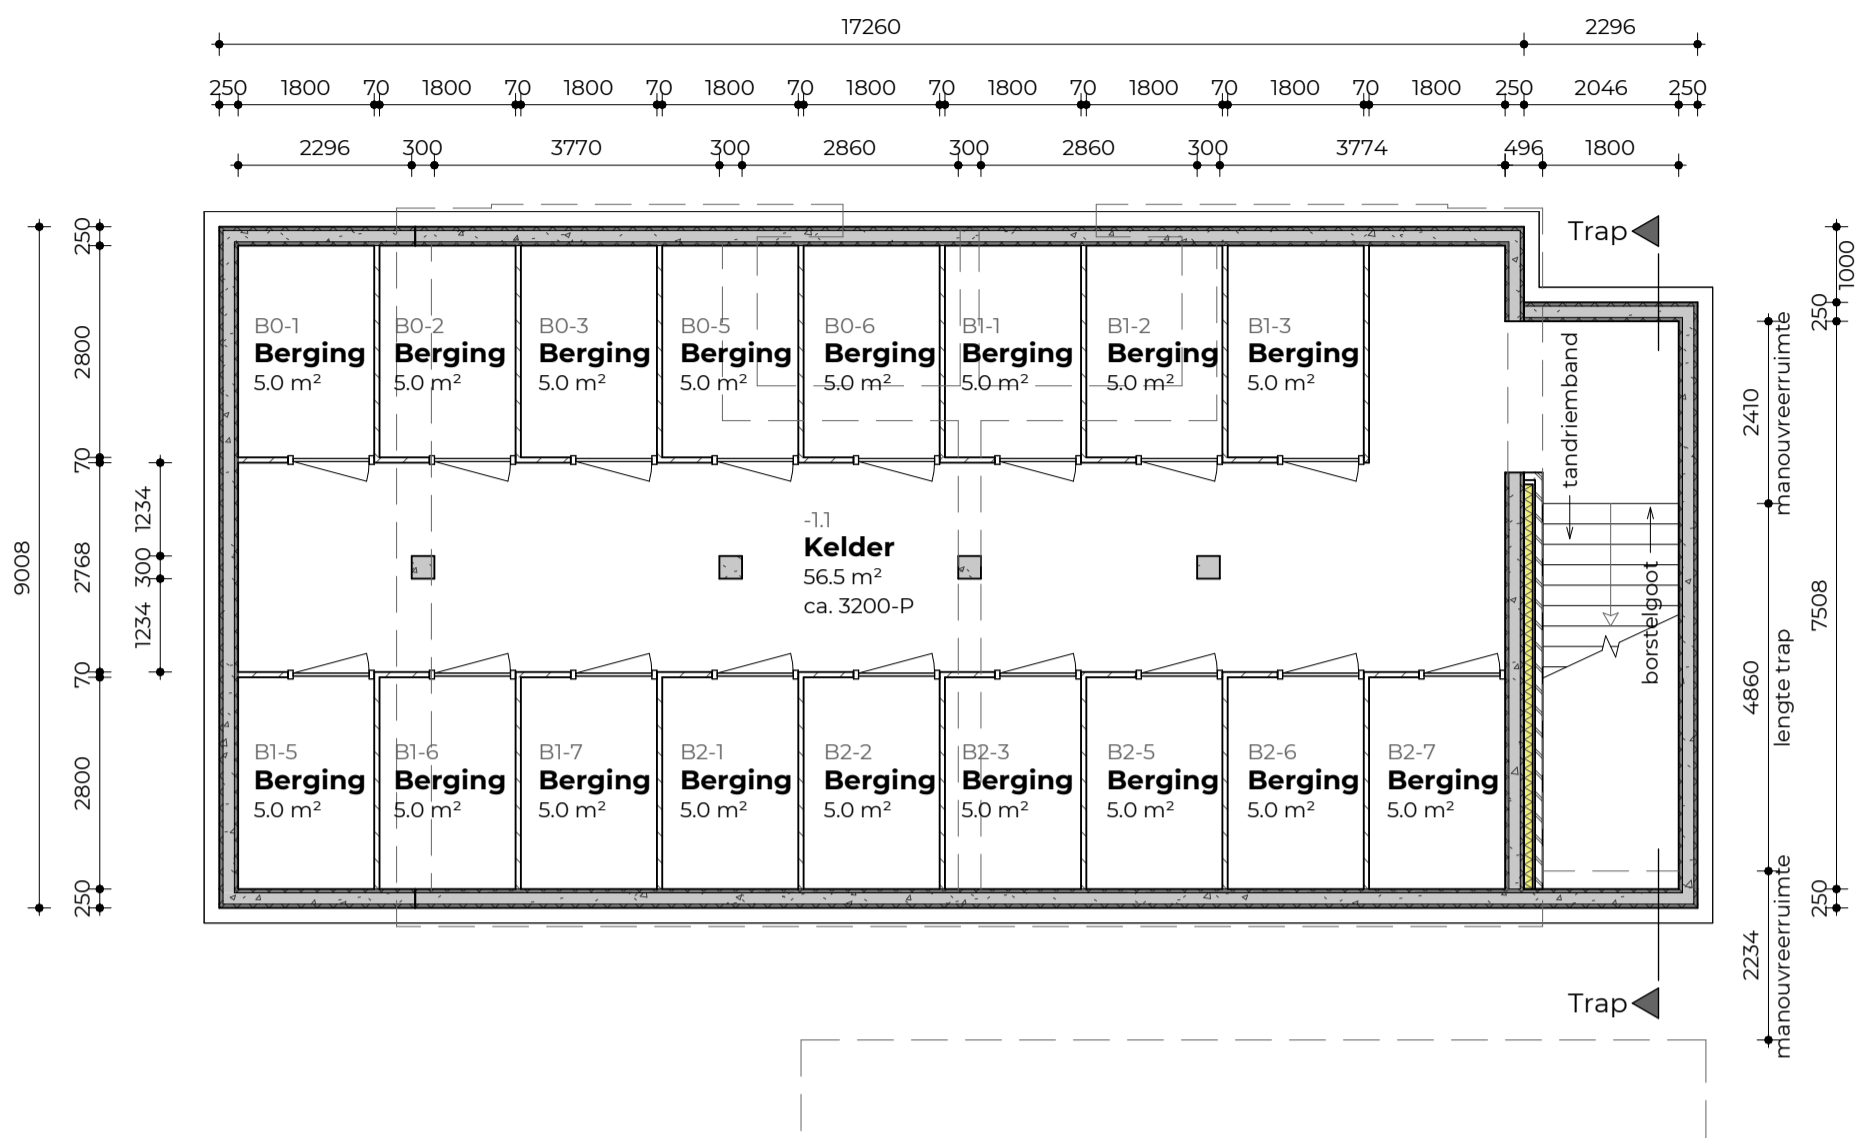 17260 2296
250 1800 70 1800 70 1800 70 1800 70 1800 70 1800 70 1800 70 1800 70 1800 250 2046 250
2296 300 3770 300 2860 300 2860 300 3774 496 1800
Trap
250
2800
70
2768
70
2800
250
9008
1234
300
1234
B0-1
Berging
5.0 m²
B0-2
Berging
5.0 m²
B0-3
Berging
5.0 m²
B0-5
Berging
5.0 m²
B0-6
Berging
5.0 m²
B1-1
Berging
5.0 m²
B1-2
Berging
5.0 m²
B1-3
Berging
5.0 m²
-1.1
Kelder
56.5 m²
ca. 3200-P
B1-5
Berging
5.0 m²
B1-6
Berging
5.0 m²
B1-7
Berging
5.0 m²
B2-1
Berging
5.0 m²
B2-2
Berging
5.0 m²
B2-3
Berging
5.0 m²
B2-5
Berging
5.0 m²
B2-6
Berging
5.0 m²
B2-7
Berging
5.0 m²
tandriemband
borstelgoot
2410
manouveerruimte
4860
lengte trap
2234
manouvreerruimte
1000
250
7508
250
Trap